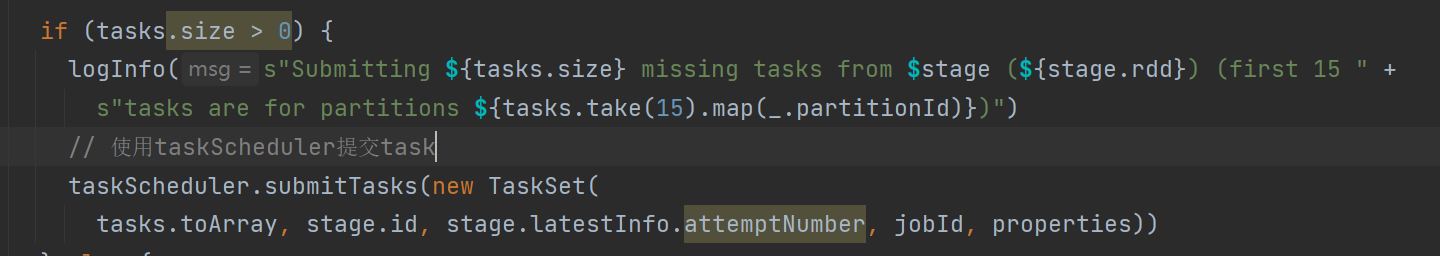 if (tasks.size > 0) {
logInfo( msg = s"Submitting ${tasks.size} missing tasks from $stage (${stage.rdd}) (first 15 " +
s"tasks are for partitions ${tasks.take(15).map(_.partitionId)})")
// 使用taskScheduler提交task
taskScheduler.submitTasks(new TaskSet(
tasks.toArray, stage.id, stage.latestInfo.attemptNumber, jobId, properties))